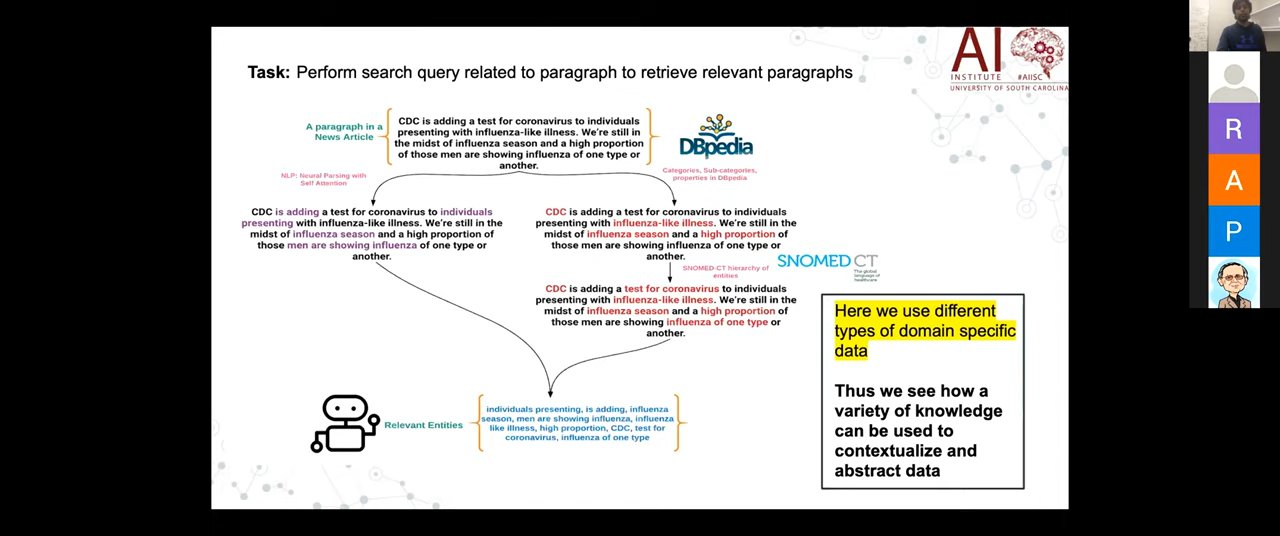 Task: Perform search query related to paragraph to retrieve relevant paragraphs
AI
INSTITUTE #AIISC
UNIVERSITY OF SOUTH CAROLINA
A paragraph in a
News Article
CDC is adding a test for coronavirus to individuals
presenting with influenza-like illness. We're still in
the midst of influenza season and a high proportion
of those men are showing influenza of one type or
another.
DBpedia
NLP: Neural Parsing with
Self Attention
Categories, Sub-categories,
properties in DBpedia
CDC is adding a test for coronavirus to individuals
presenting with influenza-like illness. We're still in the
midst of influenza season and a high proportion of
those men are showing influenza of one type or
another.
CDC is adding a test for coronavirus to individuals
presenting with influenza-like illness. We're still in the
midst of influenza season and a high proportion of
those men are showing influenza of one type or
another.
SNOMED CT
The global
language of
healthcare
SNOMED-CT hierarchy of
entities
CDC is adding a test for coronavirus to individuals
presenting with influenza-like illness. We're still in the
midst of influenza season and a high proportion of
those men are showing influenza of one type or
another.
Here we use different
types of domain specific
data
Thus we see how a
variety of knowledge
can be used to
contextualize and
abstract data
Relevant Entities
individuals presenting, is adding, influenza
season, men are showing influenza, influenza
like illness, high proportion, CDC, test for
coronavirus, influenza of one type
R
A
P